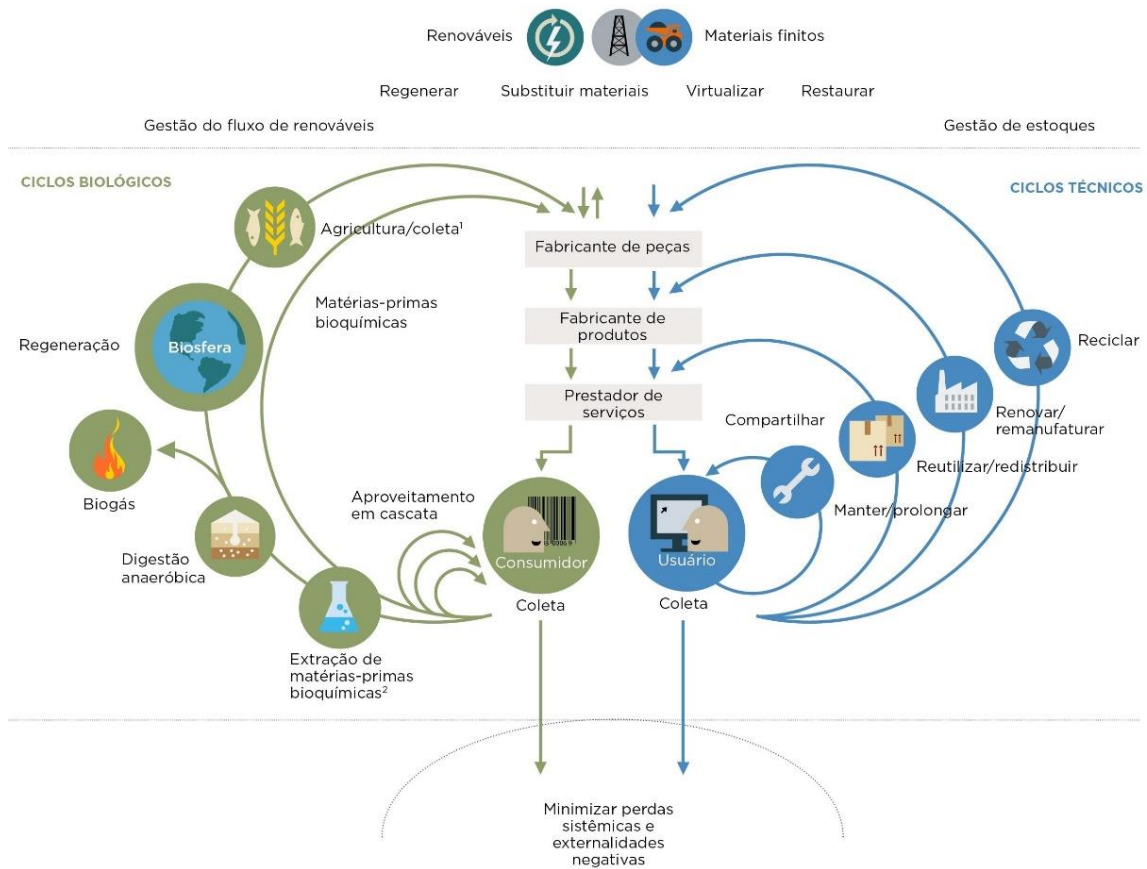 Renováveis
Materiais finitos
Regenerar
Substituir materiais
Virtualizar
Restaurar
Gestão do fluxo de renováveis
Gestão de estoques
CICLOS BIOLÓGICOS
CICLOS TÉCNICOS
Agricultura/coleta¹
Fabricante de peças
Matérias-primas
bioquímicas
Fabricante de
produtos
Regeneração
Biosfera
Reciclar
Prestador de
serviços
Compartilhar
Renovar/
remanufaturar
Reutilizar/redistribuir
Biogás
Aproveitamento
em cascata
Manter/prolongar
Digestão
anaeróbica
Consumidor
Usuário
Coleta
Coleta
Extração de
matérias-primas
bioquímicas²
Minimizar perdas
sistêmicas e
externalidades
negativas